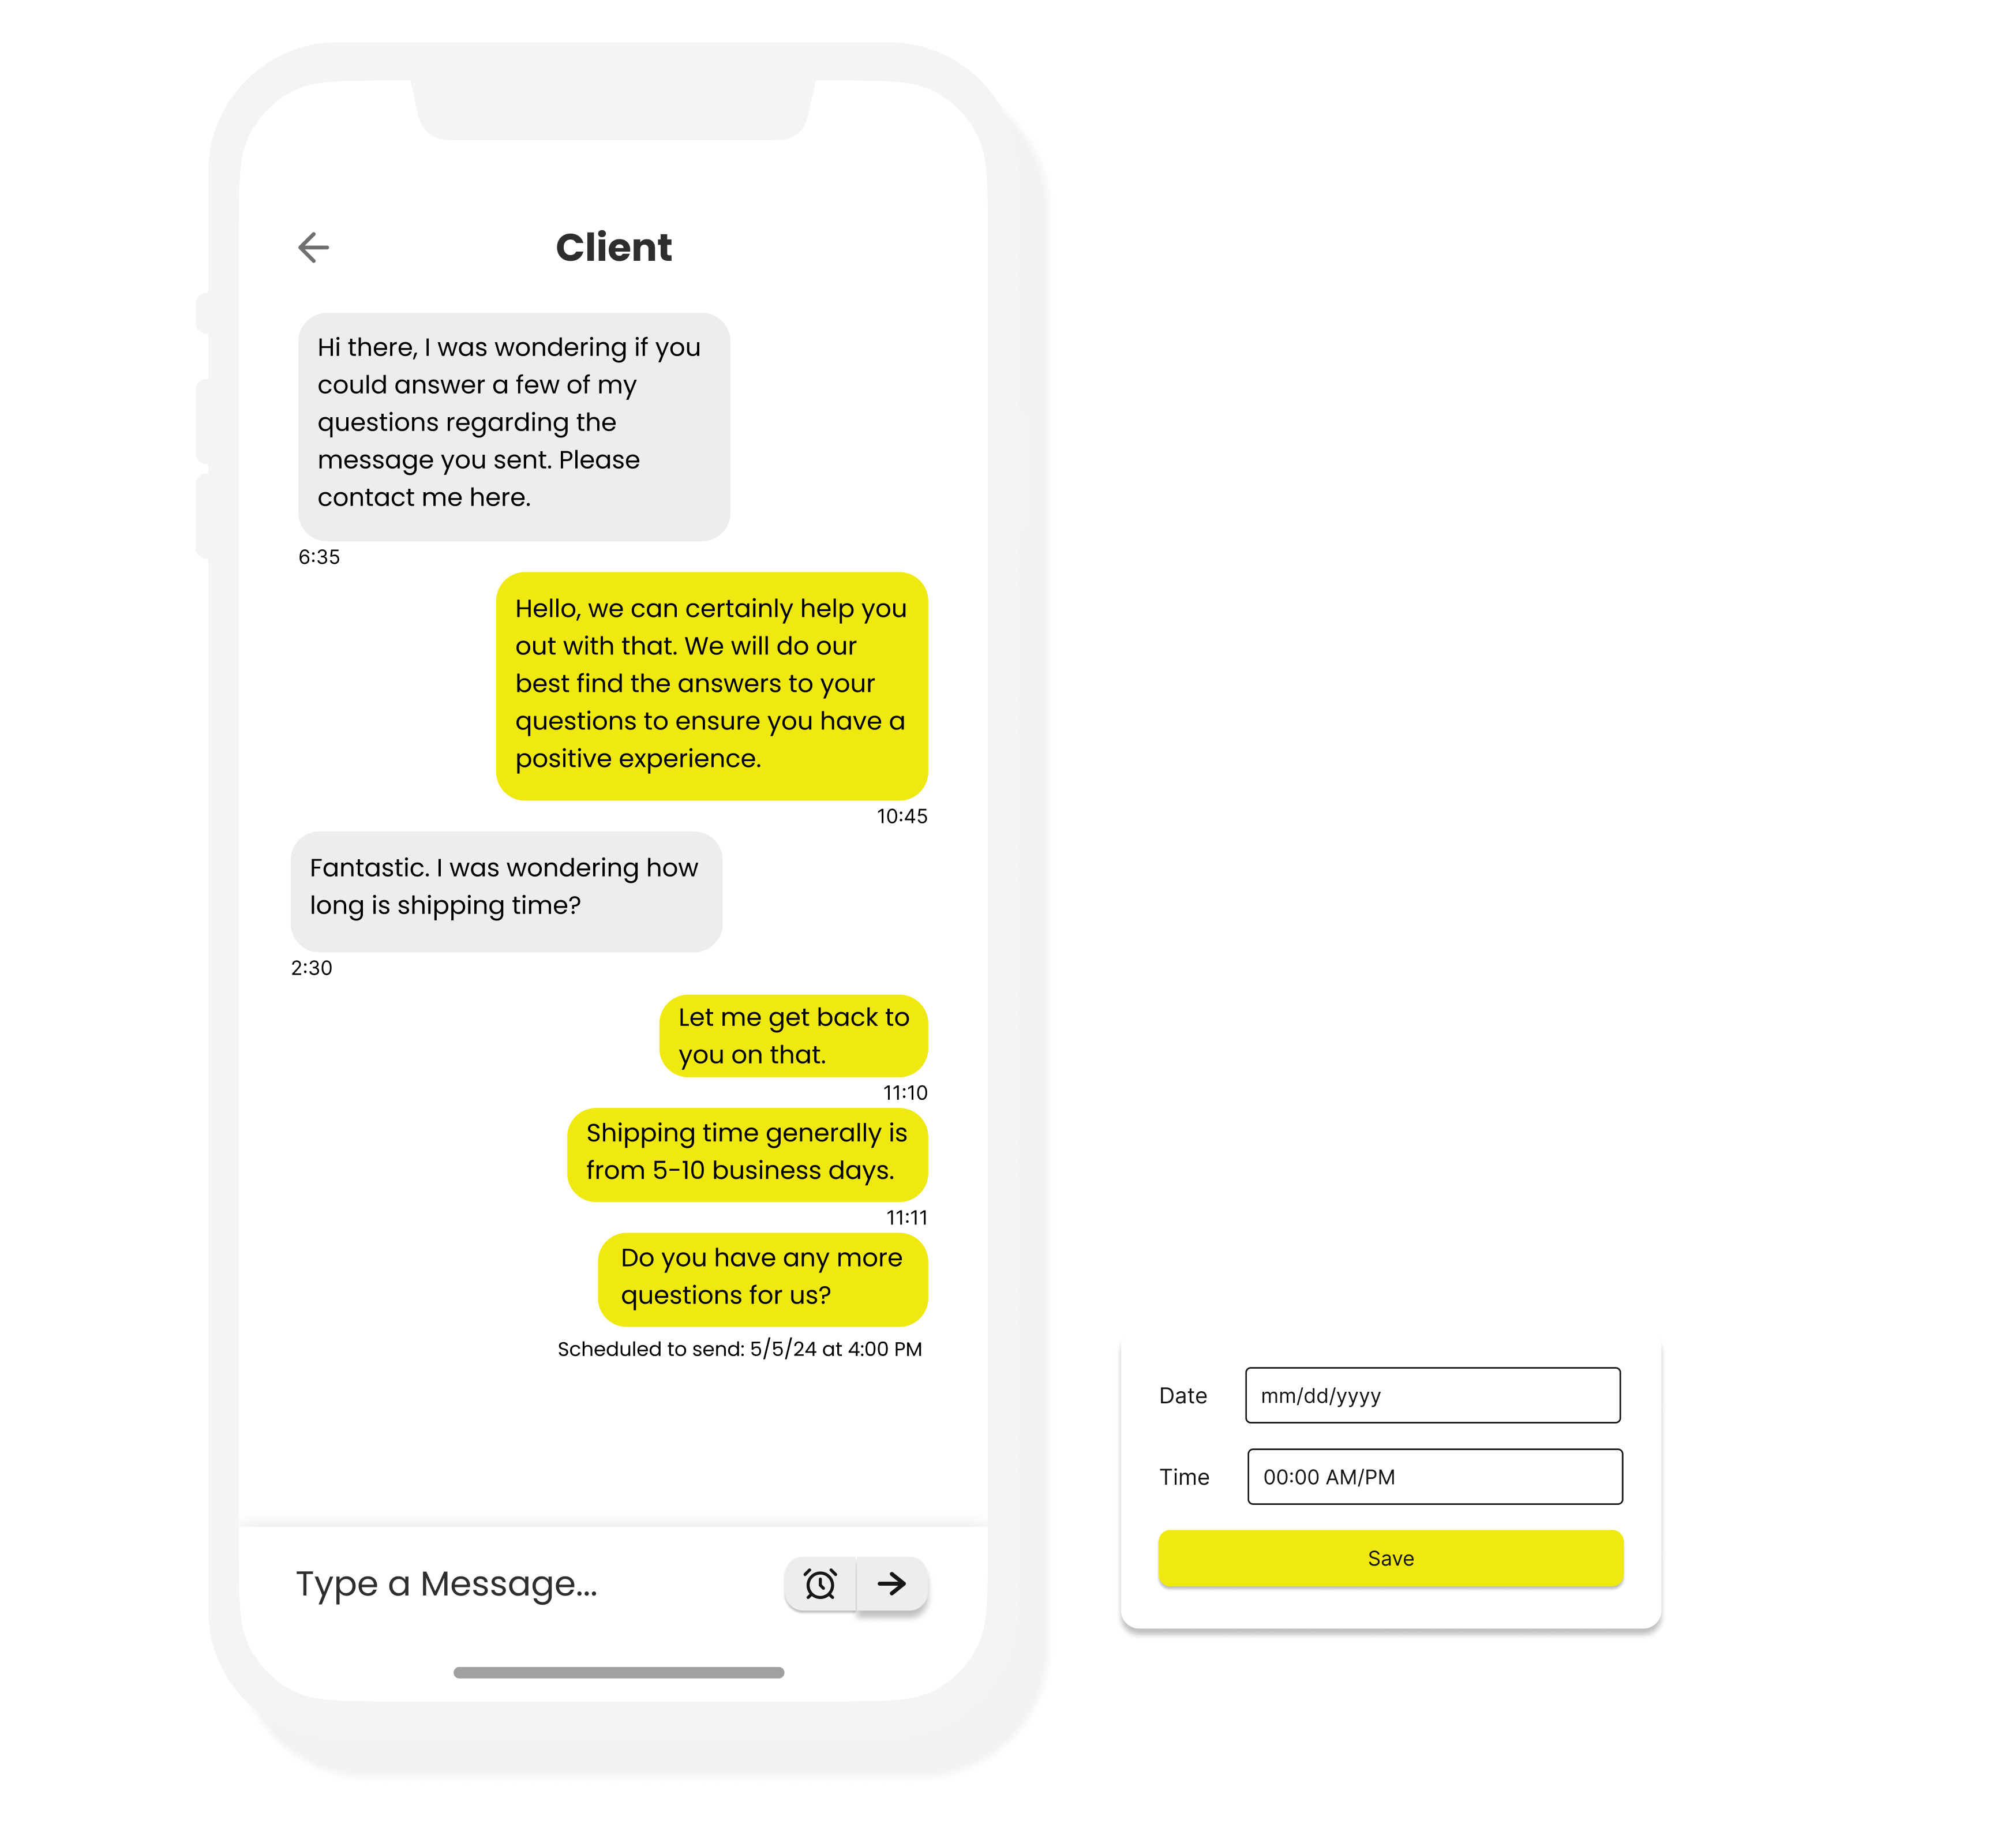 Client
Hi there, I was wondering if you
could answer a few of my
questions regarding the
message you sent. Please
contact me here.
6:35
Hello, we can certainly help you
out with that. We will do our
best find the answers to your
questions to ensure you have a
positive experience.
10:45
Fantastic. I was wondering how
long is shipping time?
2:30
Let me get back to
you on that.
11:10
Shipping time generally is
from 5-10 business days.
11:11
Do you have any more
questions for us?
Scheduled to send: 5/5/24 at 4:00 PM
Type a Message...
Date
mm/dd/yyyy
Time
00:00 AM/PM
Save